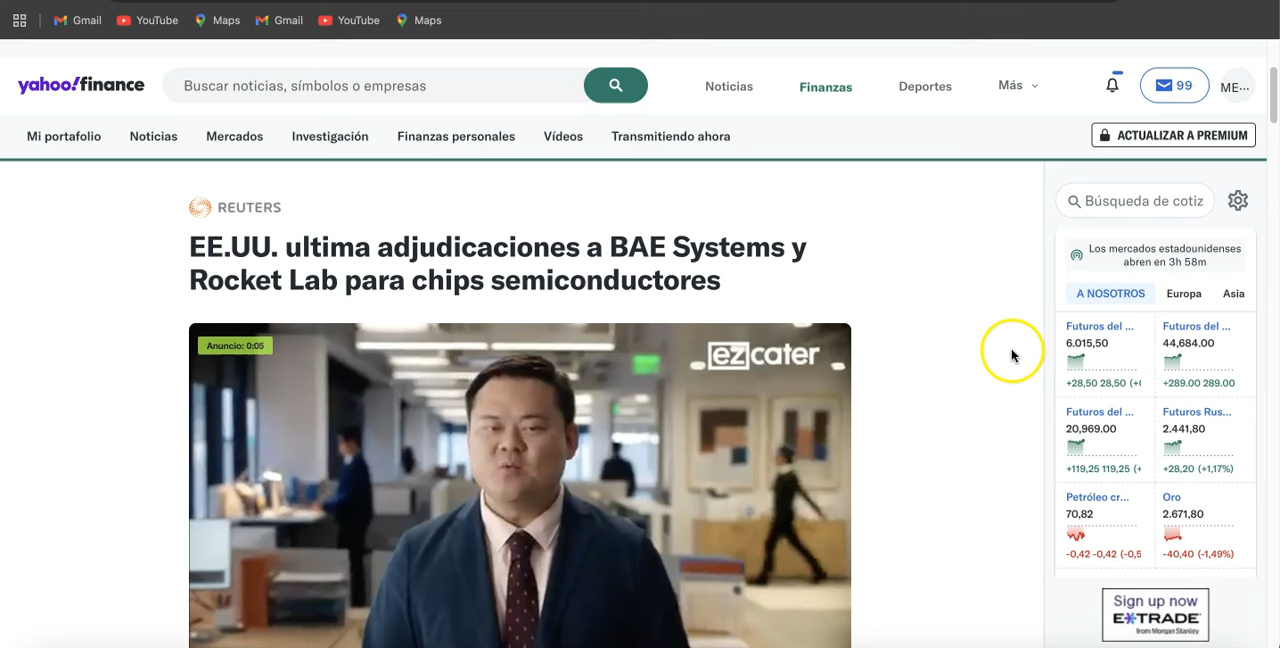 Gmail YouTube Maps Gmail YouTube Maps
yahoo!finance
Buscar noticias, símbolos o empresas
Noticias Finanzas Deportes Más
99
ME...
Mi portafolio Noticias Mercados Investigación Finanzas personales Vídeos Transmitiendo ahora
ACTUALIZAR A PREMIUM
REUTERS
EE.UU. ultima adjudicaciones a BAE Systems y
Rocket Lab para chips semiconductores
Anuncio: 0:05
ezcater
Búsqueda de cotiz
Los mercados estadounidenses
abren en 3h 58m
A NOSOTROS Europa Asia
Futuros del ... Futuros del ...
6.015,50 44,684.00
+28,50 28,50 (+( +289.00 289.00
Futuros del ... Futuros Rus...
20,969.00 2.441,80
+119,25 119,25 (+ +28,20 (+1,17%)
Petróleo cr... Oro
70,82 2.671,80
-0,42 -0,42 (-0,5 -40,40 (-1,49%)
Sign up now
E*TRADE
from Morgan Stanley